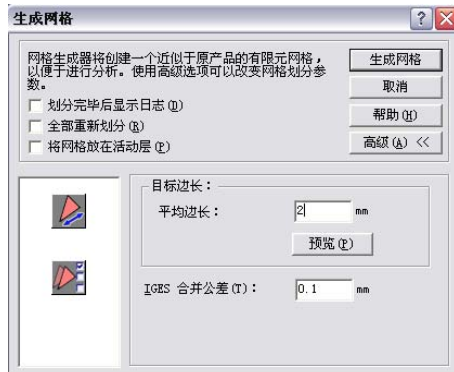 生成网格
网格生成器将创建一个近似于原产品的有限元网格，
以便于进行分析。使用高级选项可以改变网格划分参
数。
划分完毕后显示日志(D)
全部重新划分(R)
将网格放在活动层(P)
生成网格
取消
帮助(H)
高级(A) <<
目标边长：
平均边长： 2 mm
预览(P)
IGES 合并公差(T)： 0.1 mm